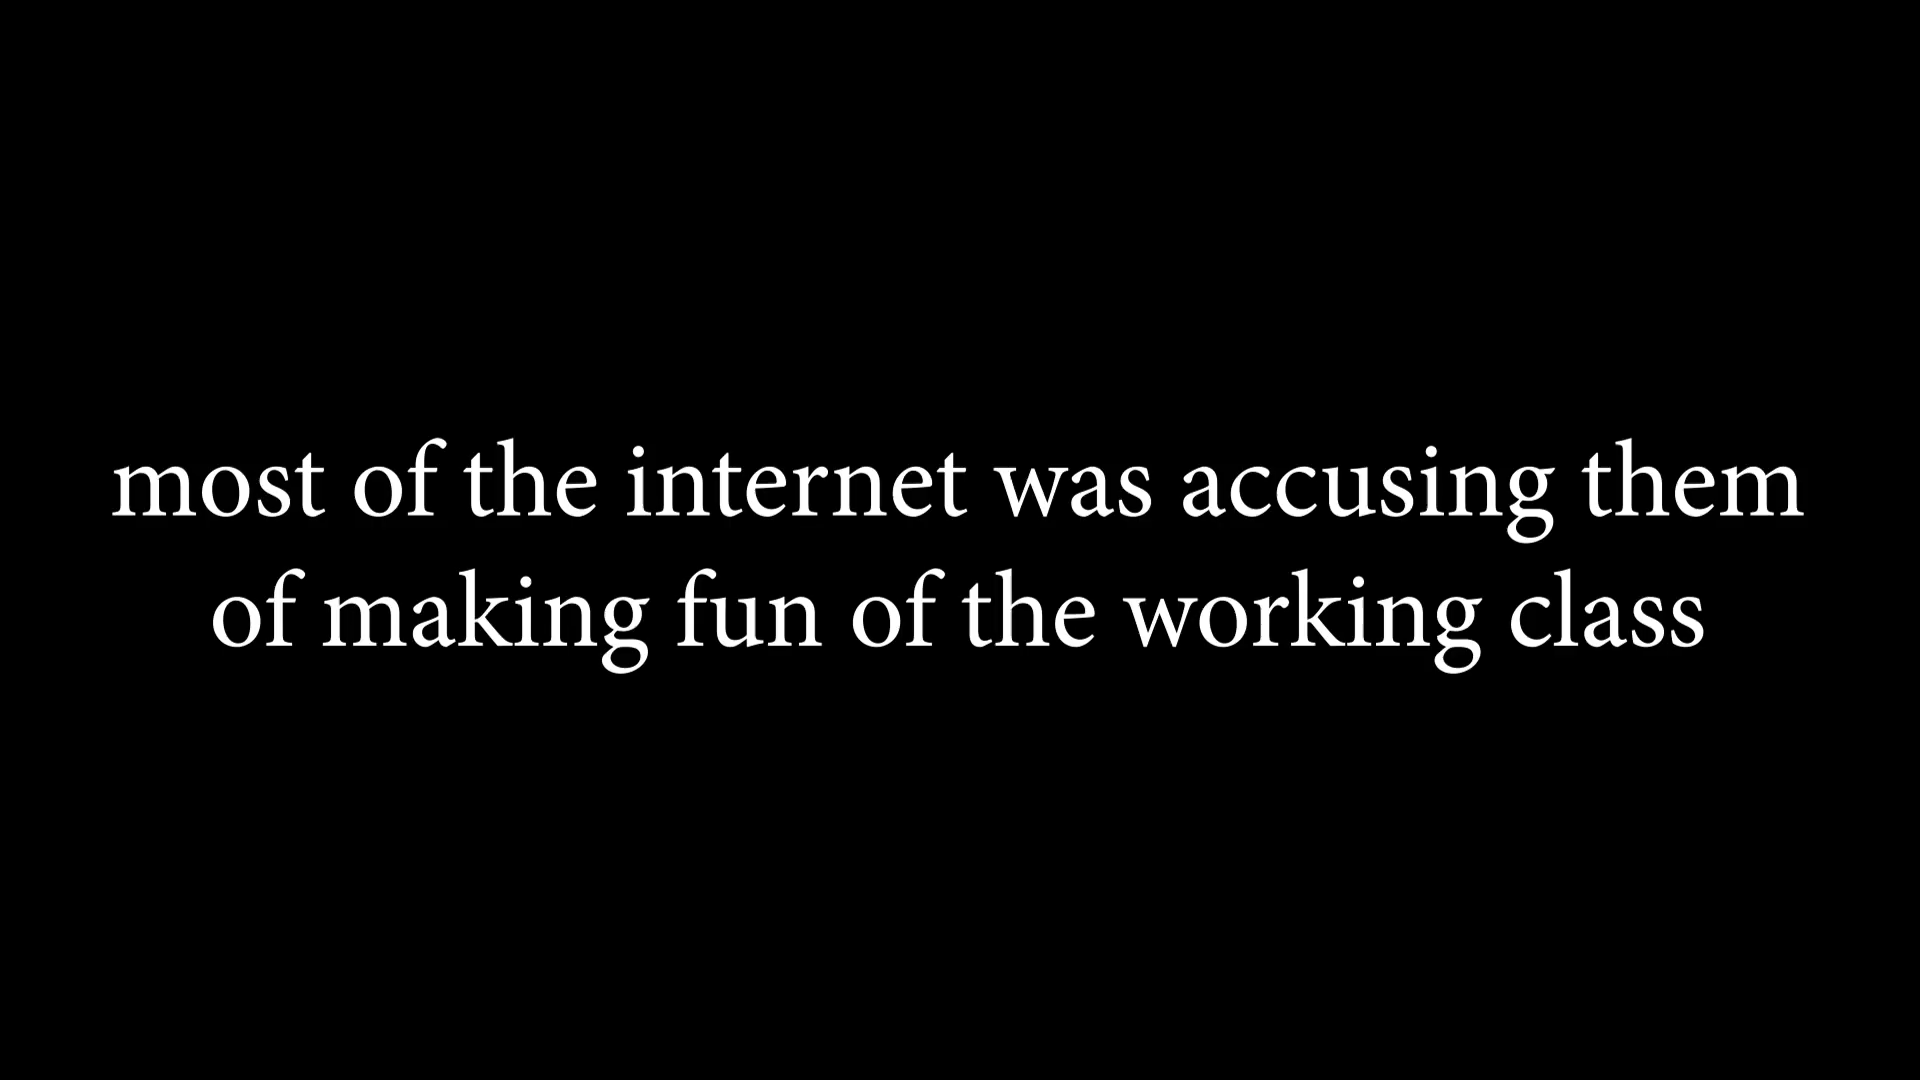 most of the internet was accusing them
of making fun of the working class